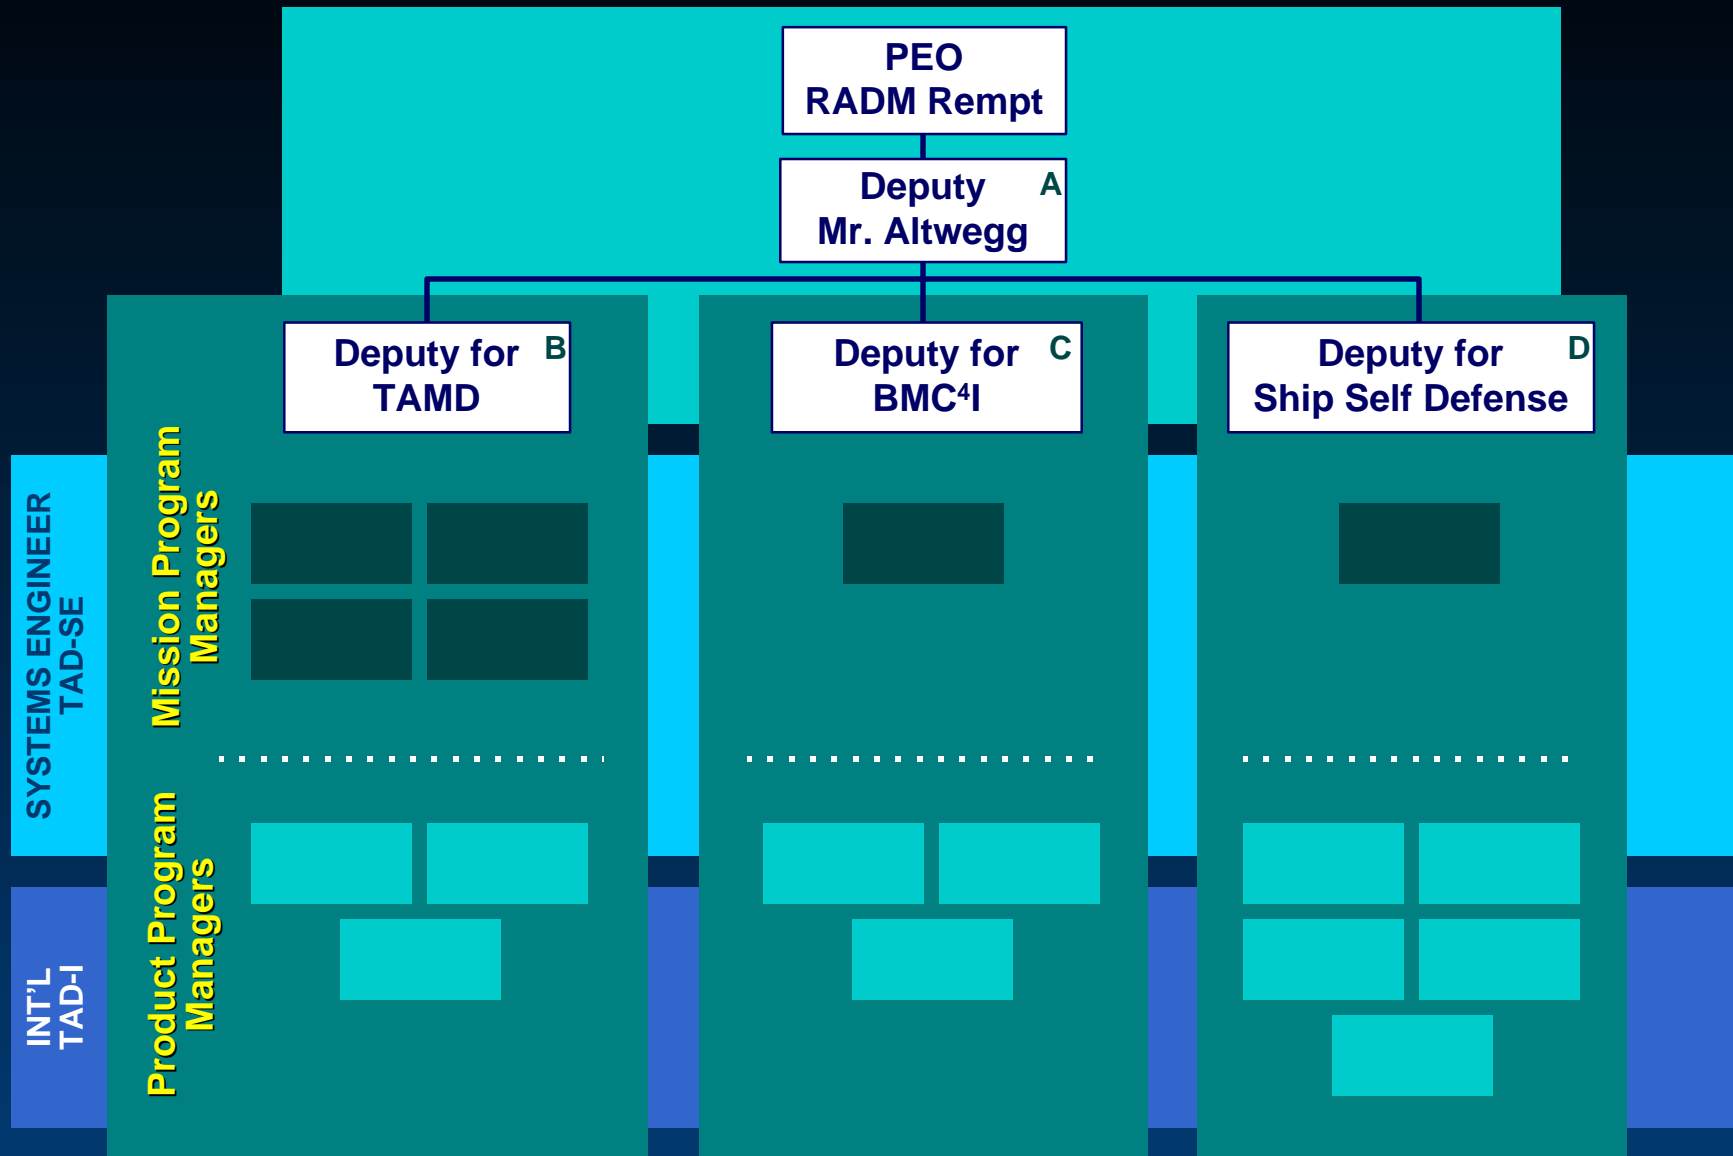 PEO
RADM Rempt
Deputy A
Mr. Altwegg
Deputy for B
TAMD
Deputy for C
BMC⁴I
Deputy for D
Ship Self Defense
SYSTEMS ENGINEER
TAD-SE
Mission Program
Managers
Product Program
Managers
INT'L
TAD-I